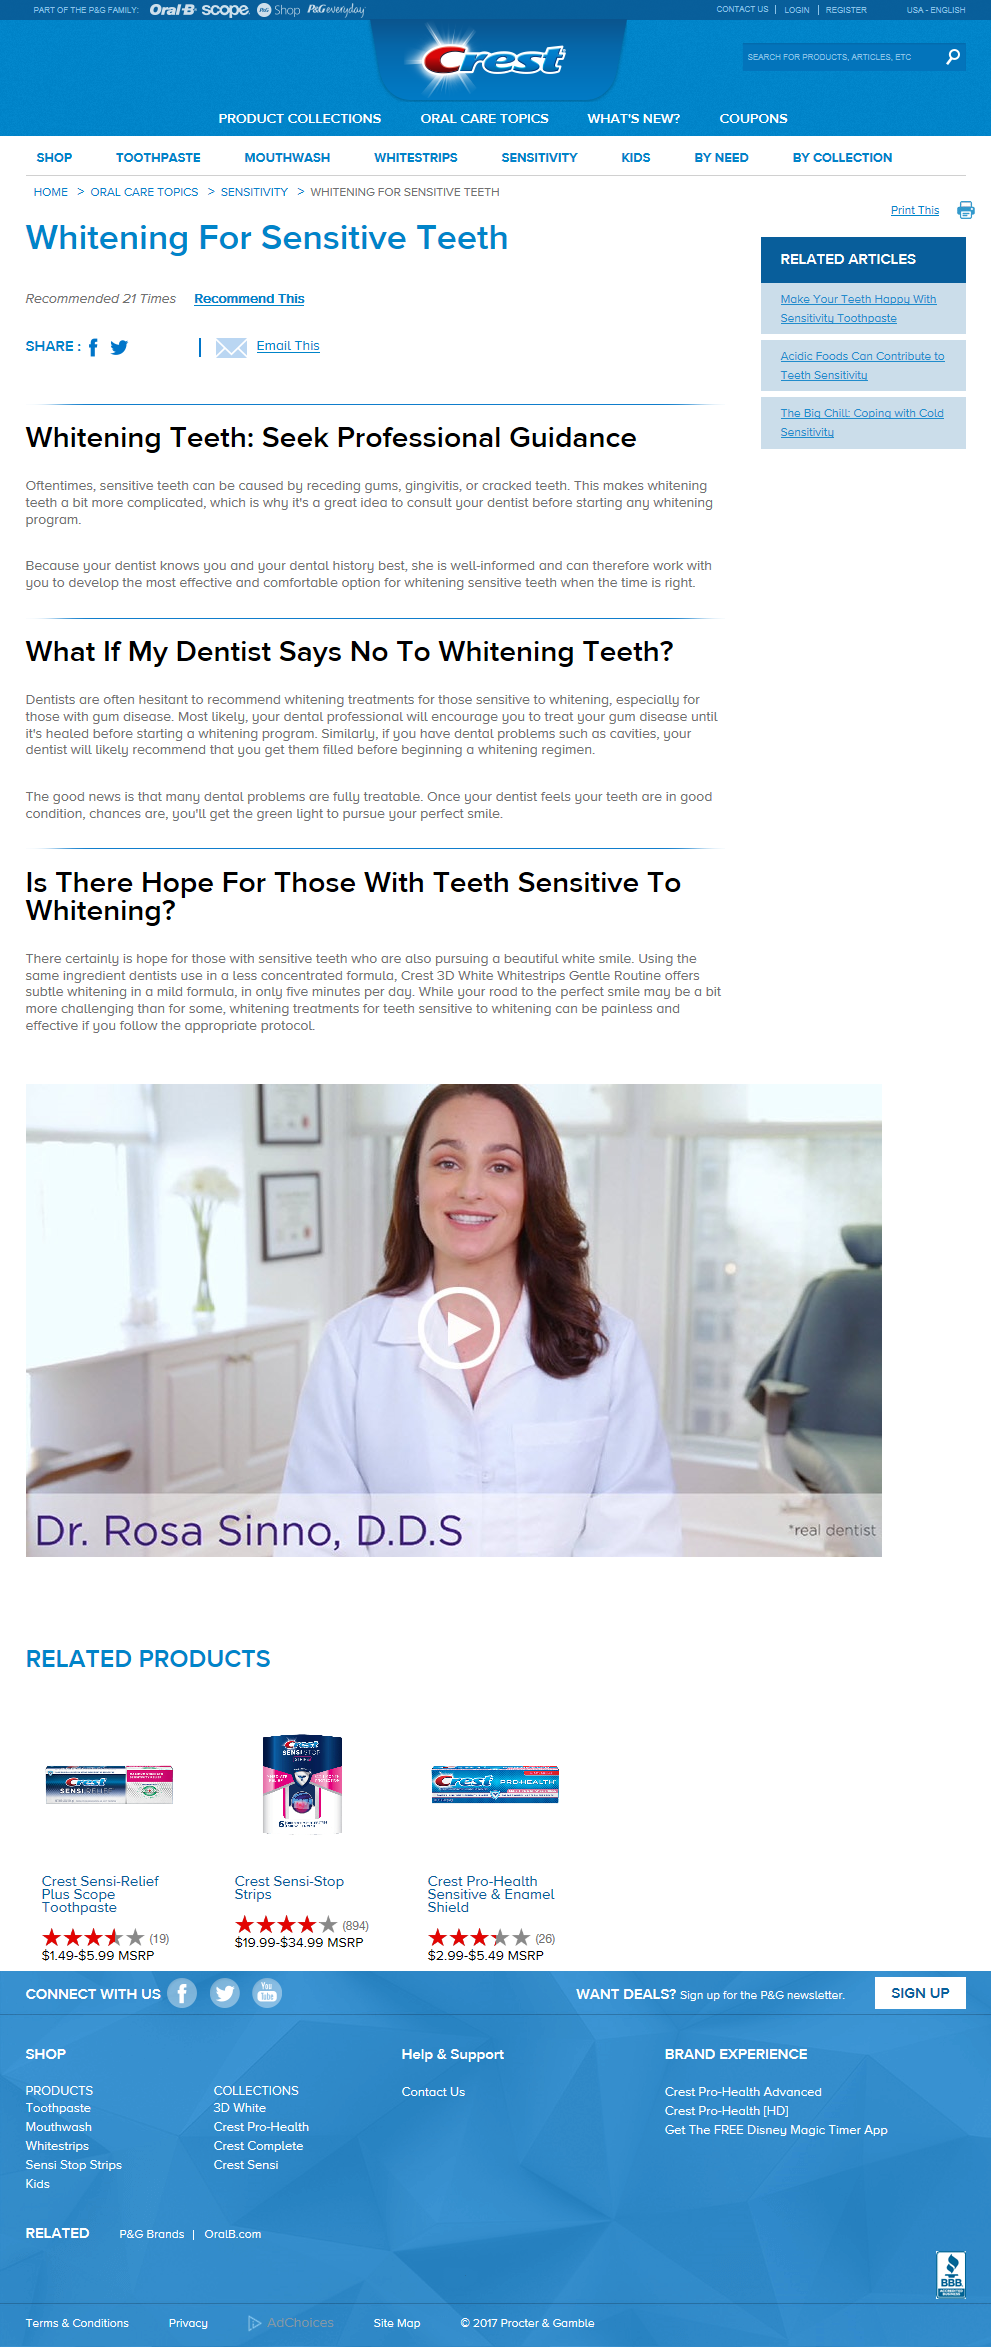 PART OF THE P&G FAMILY: Oral-B scope P&G Shop P&G everyday
CONTACT US | LOGIN | REGISTER USA - ENGLISH
Crest
SEARCH FOR PRODUCTS, ARTICLES, ETC
PRODUCT COLLECTIONS ORAL CARE TOPICS WHAT'S NEW? COUPONS
SHOP TOOTHPASTE MOUTHWASH WHITESTRIPS SENSITIVITY KIDS BY NEED BY COLLECTION
HOME > ORAL CARE TOPICS > SENSITIVITY > WHITENING FOR SENSITIVE TEETH
Print This
Whitening For Sensitive Teeth
Recommended 21 Times Recommend This
SHARE : | Email This
RELATED ARTICLES
Make Your Teeth Happy With
Sensitivity Toothpaste
Acidic Foods Can Contribute to
Teeth Sensitivity
The Big Chill: Coping with Cold
Sensitivity
Whitening Teeth: Seek Professional Guidance
Oftentimes, sensitive teeth can be caused by receding gums, gingivitis, or cracked teeth. This makes whitening
teeth a bit more complicated, which is why it's a great idea to consult your dentist before starting any whitening
program.
Because your dentist knows you and your dental history best, she is well-informed and can therefore work with
you to develop the most effective and comfortable option for whitening sensitive teeth when the time is right.
What If My Dentist Says No To Whitening Teeth?
Dentists are often hesitant to recommend whitening treatments for those sensitive to whitening, especially for
those with gum disease. Most likely, your dental professional will encourage you to treat your gum disease until
it's healed before starting a whitening program. Similarly, if you have dental problems such as cavities, your
dentist will likely recommend that you get them filled before beginning a whitening regimen.
The good news is that many dental problems are fully treatable. Once your dentist feels your teeth are in good
condition, chances are, you'll get the green light to pursue your perfect smile.
Is There Hope For Those With Teeth Sensitive To
Whitening?
There certainly is hope for those with sensitive teeth who are also pursuing a beautiful white smile. Using the
same ingredient dentists use in a less concentrated formula, Crest 3D White Whitestrips Gentle Routine offers
subtle whitening in a mild formula, in only five minutes per day. While your road to the perfect smile may be a bit
more challenging than for some, whitening treatments for teeth sensitive to whitening can be painless and
effective if you follow the appropriate protocol.
Dr. Rosa Sinno, D.D.S
*real dentist
RELATED PRODUCTS
Crest
SENSI RELIEF
Crest
SENSI STOP
STRIPS
Crest PRO-HEALTH
Crest Sensi-Relief
Plus Scope
Toothpaste
(19)
$1.49-$5.99 MSRP
Crest Sensi-Stop
Strips
(894)
$19.99-$34.99 MSRP
Crest Pro-Health
Sensitive & Enamel
Shield
(26)
$2.99-$5.49 MSRP
CONNECT WITH US You Tube
WANT DEALS? Sign up for the P&G newsletter. SIGN UP
SHOP
PRODUCTS
Toothpaste
Mouthwash
Whitestrips
Sensi Stop Strips
Kids
COLLECTIONS
3D White
Crest Pro-Health
Crest Complete
Crest Sensi
Help & Support
Contact Us
BRAND EXPERIENCE
Crest Pro-Health Advanced
Crest Pro-Health [HD]
Get The FREE Disney Magic Timer App
RELATED P&G Brands | OralB.com
BBB
Terms & Conditions Privacy AdChoices Site Map © 2017 Procter & Gamble